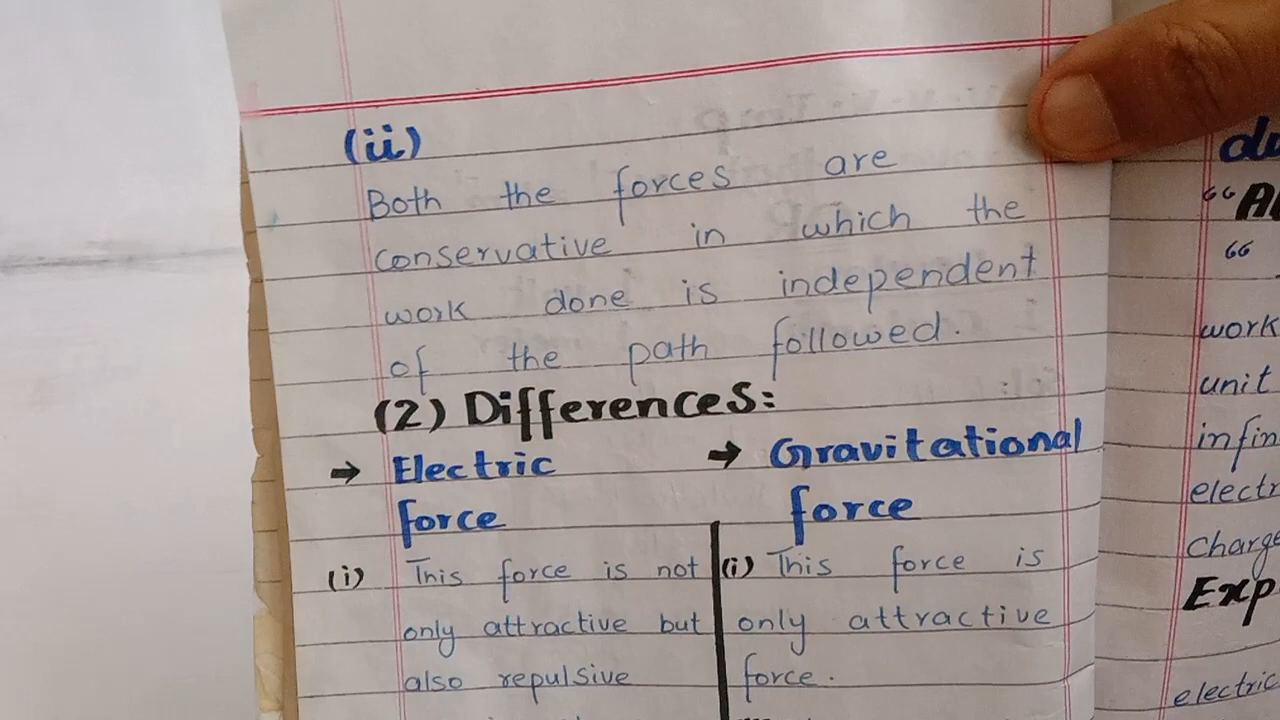 (ii)
Both the forces are
conservative in which the
work done is independent
of the path followed.
(2) Differences:
→ Electric
force
→ Gravitational
force
(i) This force is not
only attractive but
also repulsive
(i) This force is
only attractive
force.
work
unit
charge
electric